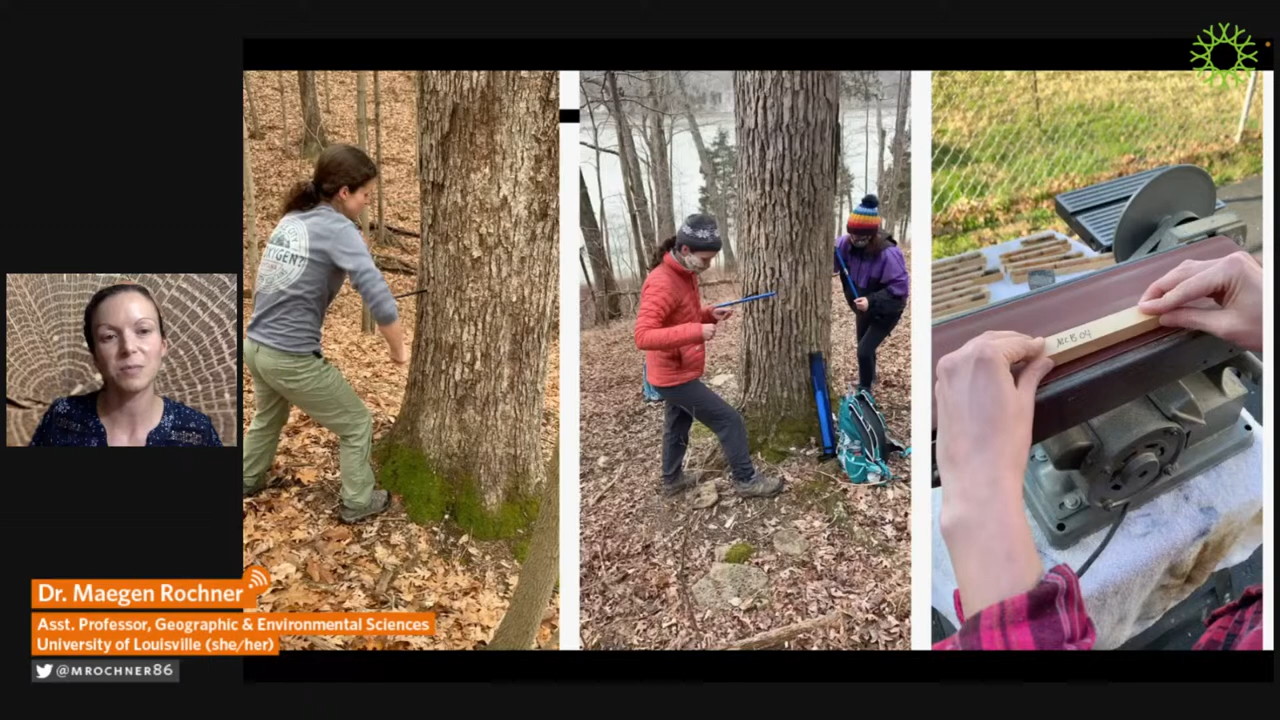 Dr. Maegen Rochner
Asst. Professor, Geographic & Environmental Sciences
University of Louisville (she/her)
@MROCHNER86